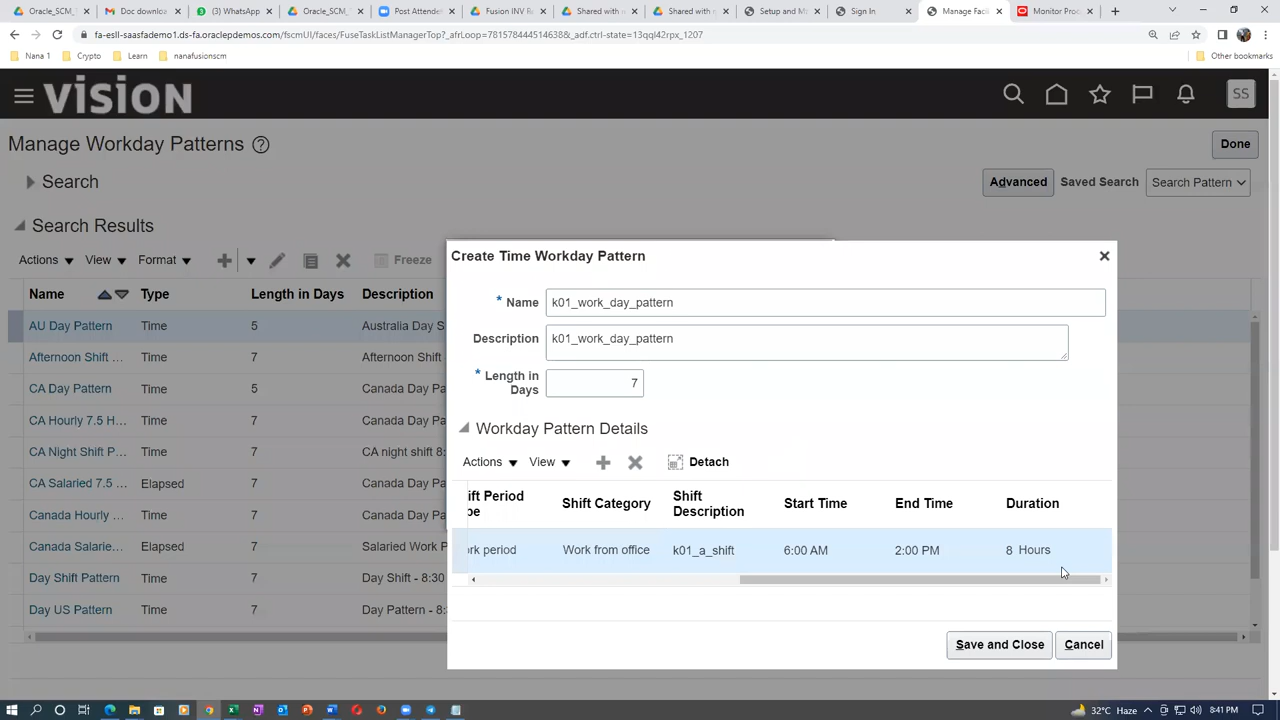 Oracle_SCM_
Doc download
(3) WhatsApp
Oracle_SCM_T
Post Attende
Fusion INV Re
Shared with
Shared with
Setup and M
Sign In
Manage Faci
Monitor Proc
fa-esll-saasfademo1.ds-fa.oraclepdemos.com/fscmUI/faces/FuseTaskListManagerTop?_afrLoop=7815728444514638&_adf.ctrl-state=13qql42rpx_1207
Nana 1
Crypto
Learn
nanafusionscm
Other bookmarks
VISION
SS
Manage Workday Patterns ?
Done
Search
Advanced
Saved Search
Search Pattern
Search Results
Actions
View
Format
Freeze
Name
Type
Length in Days
Description
AU Day Pattern Time 5 Australia Day S
Afternoon Shift ... Time 7 Afternoon Shift
CA Day Pattern Time 5 Canada Day Pa
CA Hourly 7.5 H... Time 7 Canada Day Pa
CA Night Shift P... Time 7 CA night shift 8:
CA Salaried 7.5 ... Elapsed 7 Canada Day Pa
Canada Hourly ... Time 7 Canada Day Pa
Canada Salarie... Elapsed 7 Salaried Work P
Day Shift Pattern Time 7 Day Shift - 8:30
Day US Pattern Time 7 Day Pattern - 8:
Create Time Workday Pattern
* Name k01_work_day_pattern
Description k01_work_day_pattern
* Length in
Days
7
Workday Pattern Details
Actions
View
Detach
ift Period
pe
Shift Category
Shift
Description
Start Time
End Time
Duration
ork period Work from office k01_a_shift 6:00 AM 2:00 PM 8 Hours
Save and Close
Cancel
32°C Haze
8:41 PM